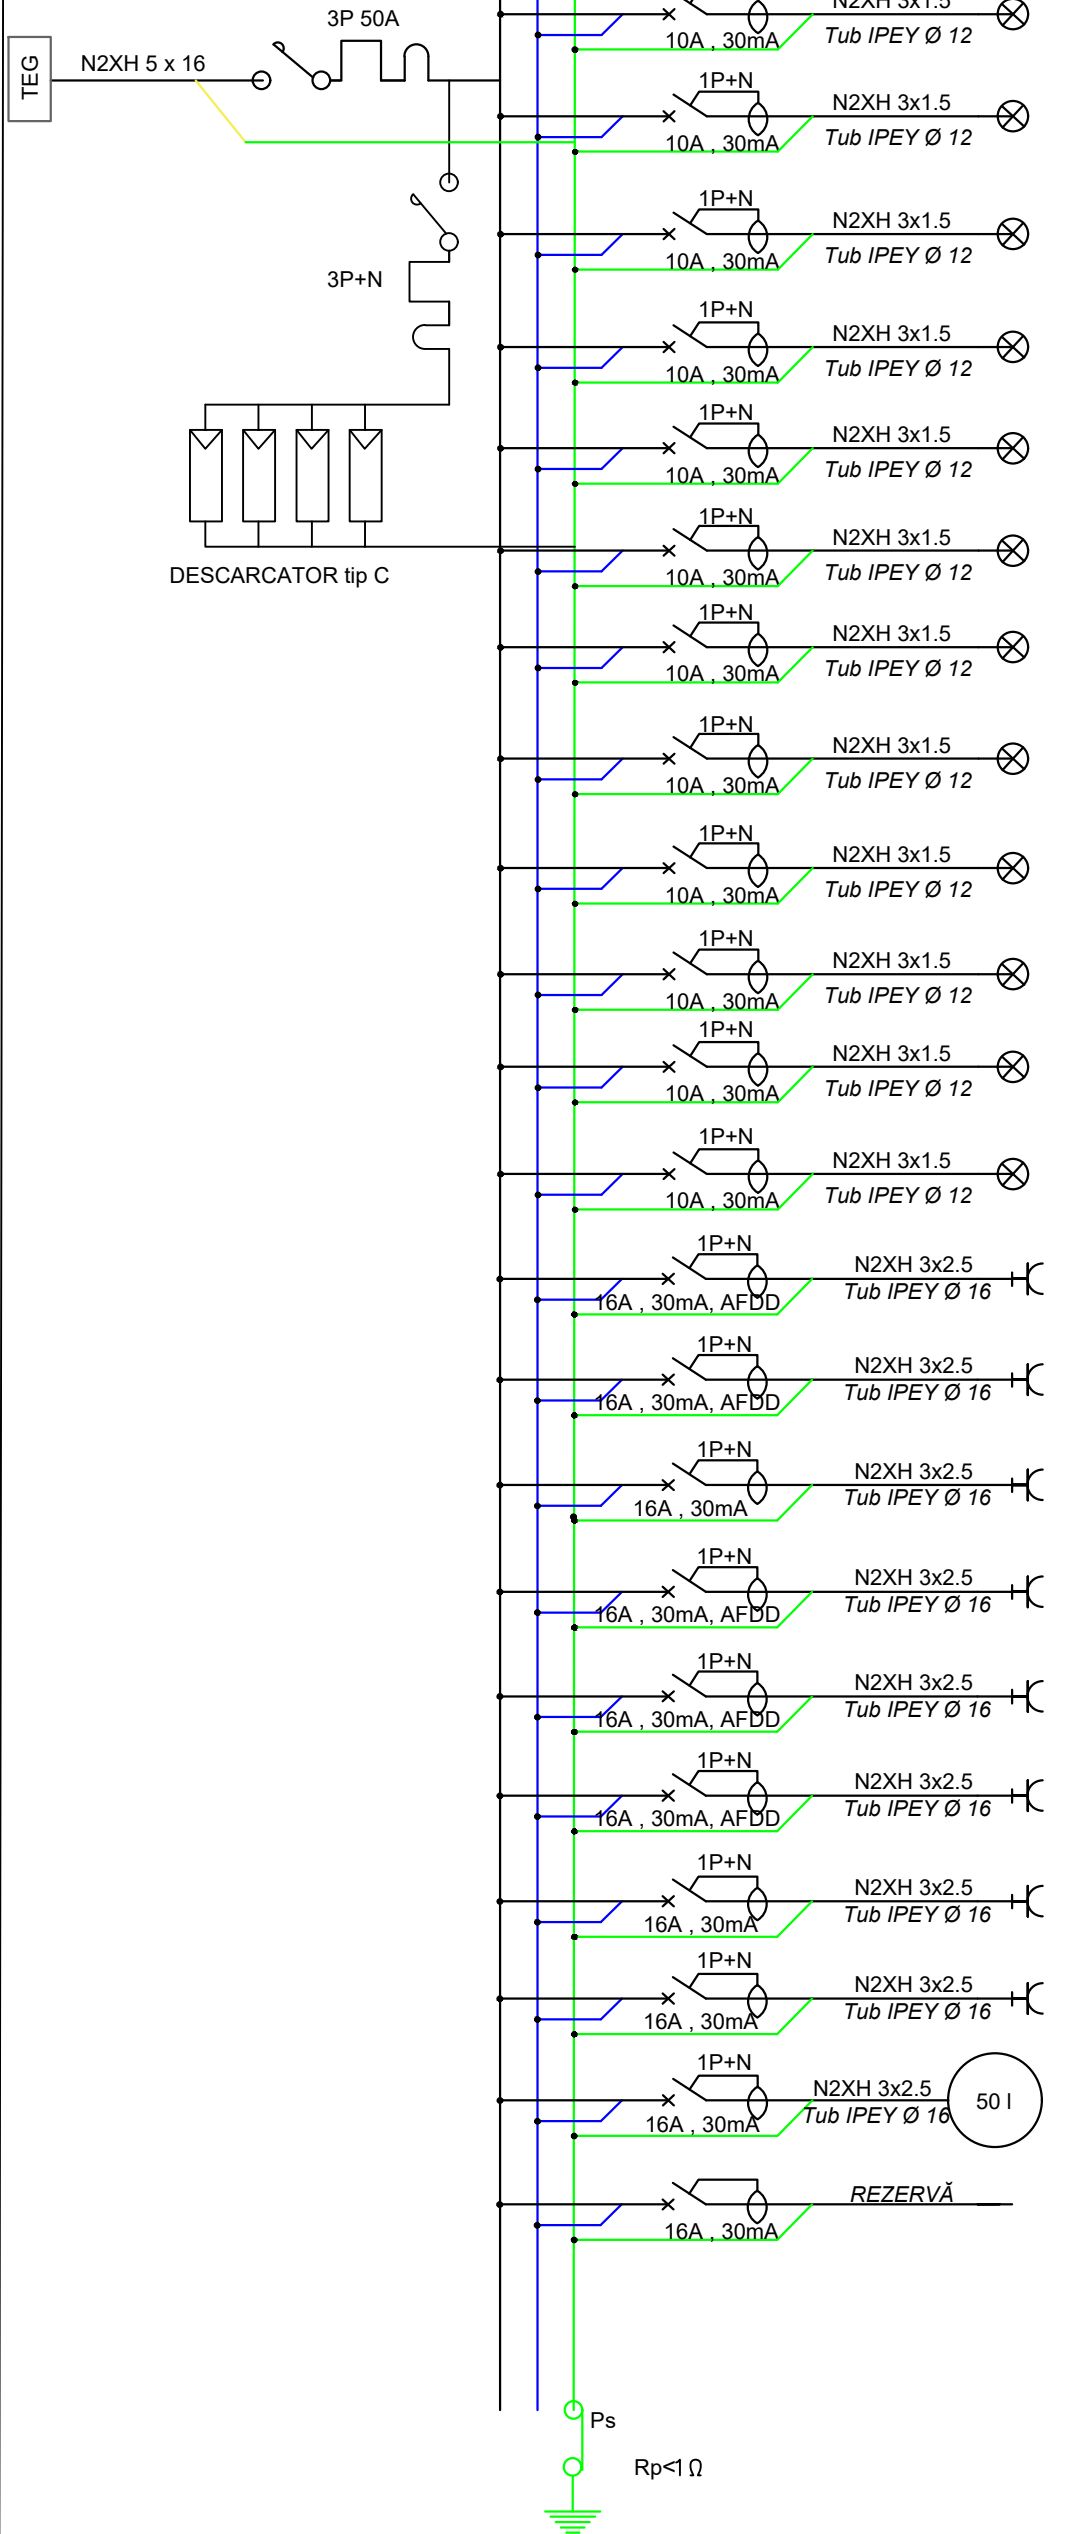 N2XH 3x1.5
3P 50A
10A , 30mA
Tub IPEY Ø 12
TEG
N2XH 5 x 16
1P+N
N2XH 3x1.5
10A , 30mA
Tub IPEY Ø 12
1P+N
N2XH 3x1.5
10A , 30mA
Tub IPEY Ø 12
3P+N
1P+N
N2XH 3x1.5
10A , 30mA
Tub IPEY Ø 12
1P+N
N2XH 3x1.5
10A , 30mA
Tub IPEY Ø 12
1P+N
N2XH 3x1.5
10A , 30mA
Tub IPEY Ø 12
DESCARCATOR tip C
1P+N
N2XH 3x1.5
10A , 30mA
Tub IPEY Ø 12
1P+N
N2XH 3x1.5
10A , 30mA
Tub IPEY Ø 12
1P+N
N2XH 3x1.5
10A , 30mA
Tub IPEY Ø 12
1P+N
N2XH 3x1.5
10A , 30mA
Tub IPEY Ø 12
1P+N
N2XH 3x1.5
10A , 30mA
Tub IPEY Ø 12
1P+N
N2XH 3x1.5
10A , 30mA
Tub IPEY Ø 12
1P+N
N2XH 3x2.5
16A , 30mA, AFDD
Tub IPEY Ø 16
1P+N
N2XH 3x2.5
16A , 30mA, AFDD
Tub IPEY Ø 16
1P+N
N2XH 3x2.5
16A , 30mA
Tub IPEY Ø 16
1P+N
N2XH 3x2.5
16A , 30mA, AFDD
Tub IPEY Ø 16
1P+N
N2XH 3x2.5
16A , 30mA, AFDD
Tub IPEY Ø 16
1P+N
N2XH 3x2.5
16A , 30mA, AFDD
Tub IPEY Ø 16
1P+N
N2XH 3x2.5
16A , 30mA
Tub IPEY Ø 16
1P+N
N2XH 3x2.5
16A , 30mA
Tub IPEY Ø 16
1P+N
N2XH 3x2.5
16A , 30mA
Tub IPEY Ø 16
50 l
REZERVĂ
16A , 30mA
Ps
Rp<1 Ω